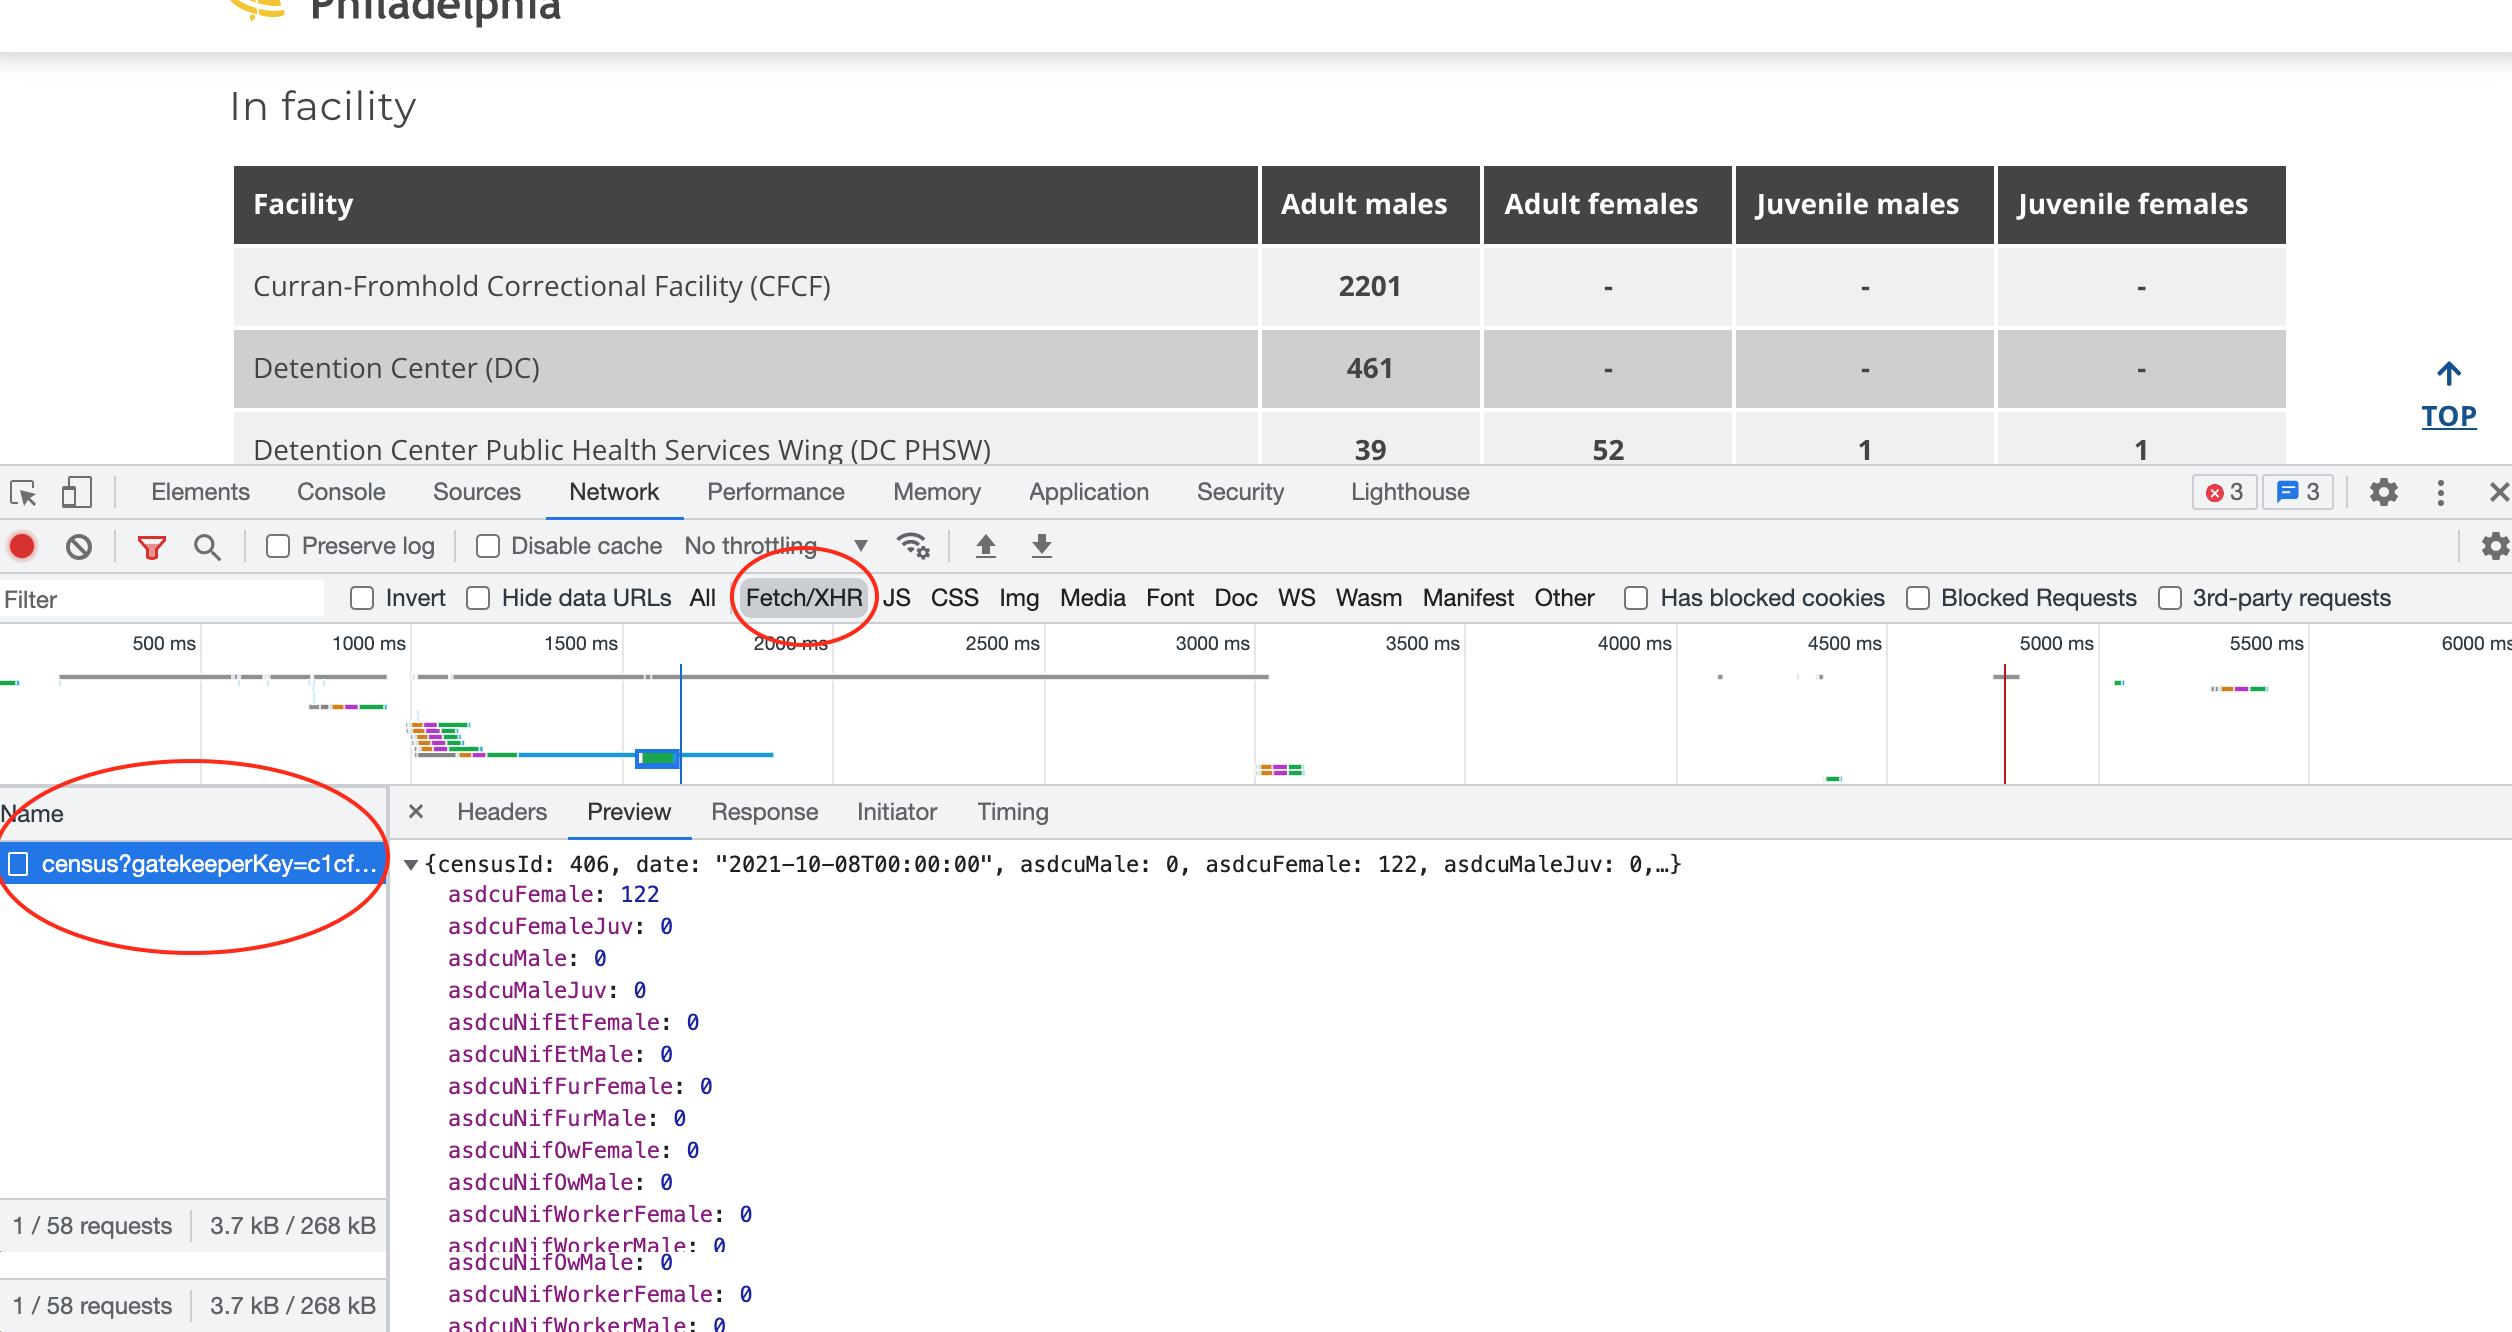 Philadelphia
In facility
Facility Adult males Adult females Juvenile males Juvenile females
Curran-Fromhold Correctional Facility (CFCF) 2201 - - -
Detention Center (DC) 461 - - -
TOP
Detention Center Public Health Services Wing (DC PHSW) 39 52 1 1
Elements Console Sources Network Performance Memory Application Security Lighthouse 3 3
Preserve log Disable cache No throttling
Filter Invert Hide data URLs All Fetch/XHR JS CSS Img Media Font Doc WS Wasm Manifest Other Has blocked cookies Blocked Requests 3rd-party requests
500 ms 1000 ms 1500 ms 2000 ms 2500 ms 3000 ms 3500 ms 4000 ms 4500 ms 5000 ms 5500 ms 6000 ms
Name × Headers Preview Response Initiator Timing
census?gatekeeperKey=c1cf…
{censusId: 406, date: "2021-10-08T00:00:00", asdcuMale: 0, asdcuFemale: 122, asdcuMaleJuv: 0,…}
asdcuFemale: 122
asdcuFemaleJuv: 0
asdcuMale: 0
asdcuMaleJuv: 0
asdcuNifEtFemale: 0
asdcuNifEtMale: 0
asdcuNifFurFemale: 0
asdcuNifFurMale: 0
asdcuNifOwFemale: 0
asdcuNifOwMale: 0
asdcuNifWorkerFemale: 0
asdcuNifWorkerMale: 0
1 / 58 requests 3.7 kB / 268 kB
asdcuNifOwMale: 0
asdcuNifWorkerFemale: 0
asdcuNifWorkerMale: 0
1 / 58 requests 3.7 kB / 268 kB